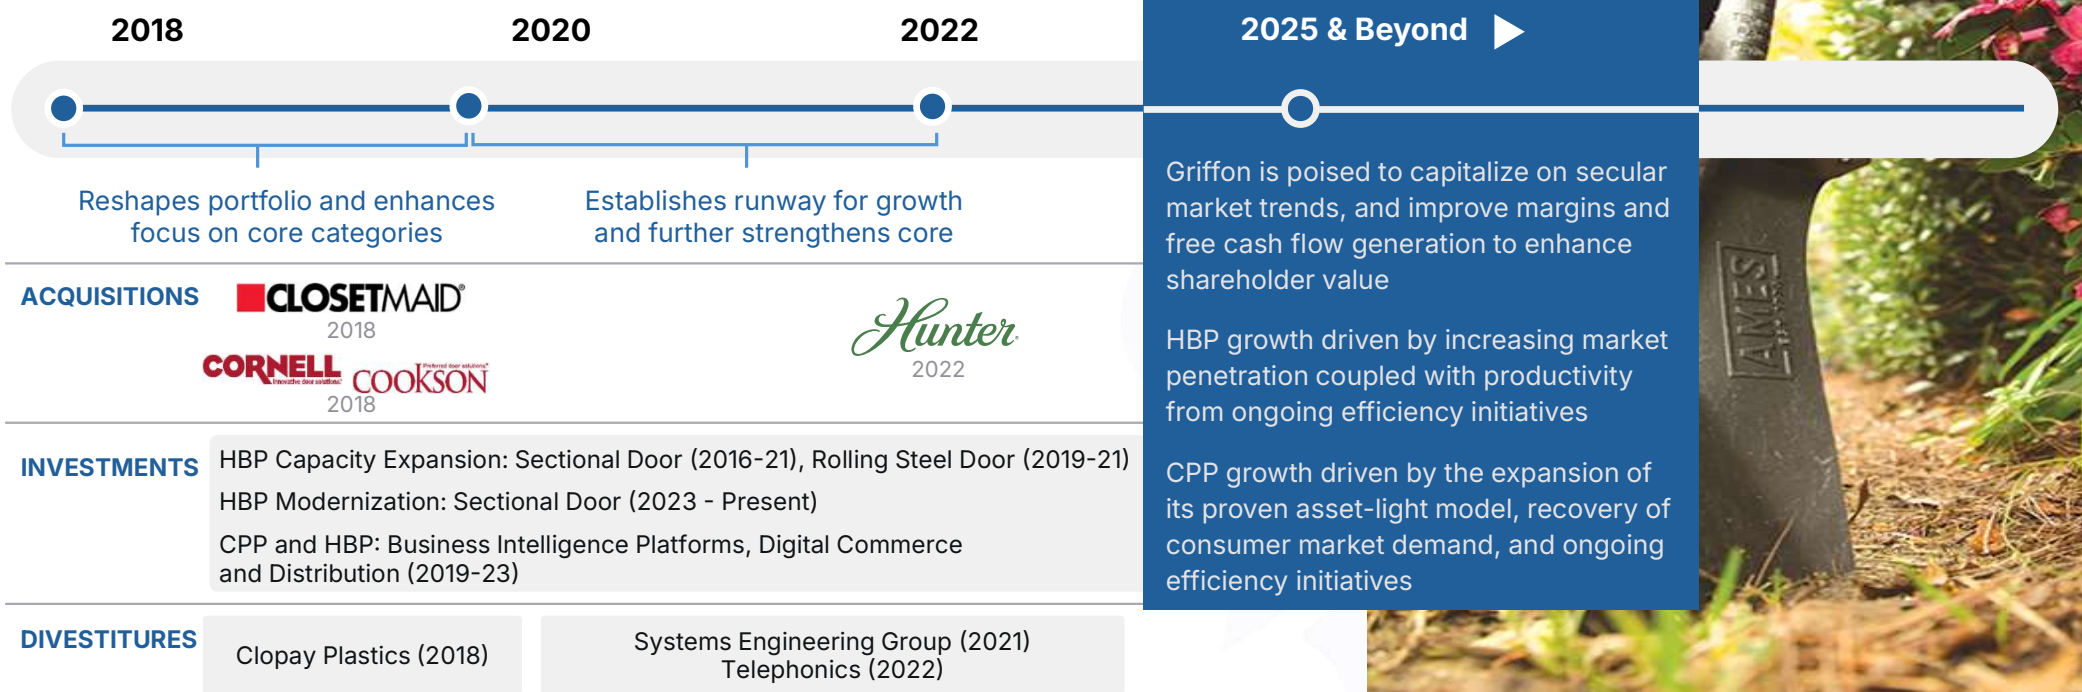 2018
2020
2022
2025 & Beyond
Reshapes portfolio and enhances
focus on core categories
Establishes runway for growth
and further strengthens core
Griffon is poised to capitalize on secular
market trends, and improve margins and
free cash flow generation to enhance
shareholder value
HBP growth driven by increasing market
penetration coupled with productivity
from ongoing efficiency initiatives
CPP growth driven by the expansion of
its proven asset-light model, recovery of
consumer market demand, and ongoing
efficiency initiatives
ACQUISITIONS
CLOSETMAID®
2018
CORNELL
innovative door solutions
Preferred door solutions
COOKSON
2018
Hunter
2022
INVESTMENTS
HBP Capacity Expansion: Sectional Door (2016-21), Rolling Steel Door (2019-21)
HBP Modernization: Sectional Door (2023 - Present)
CPP and HBP: Business Intelligence Platforms, Digital Commerce
and Distribution (2019-23)
DIVESTITURES
Clopay Plastics (2018)
Systems Engineering Group (2021)
Telephonics (2022)
AMES